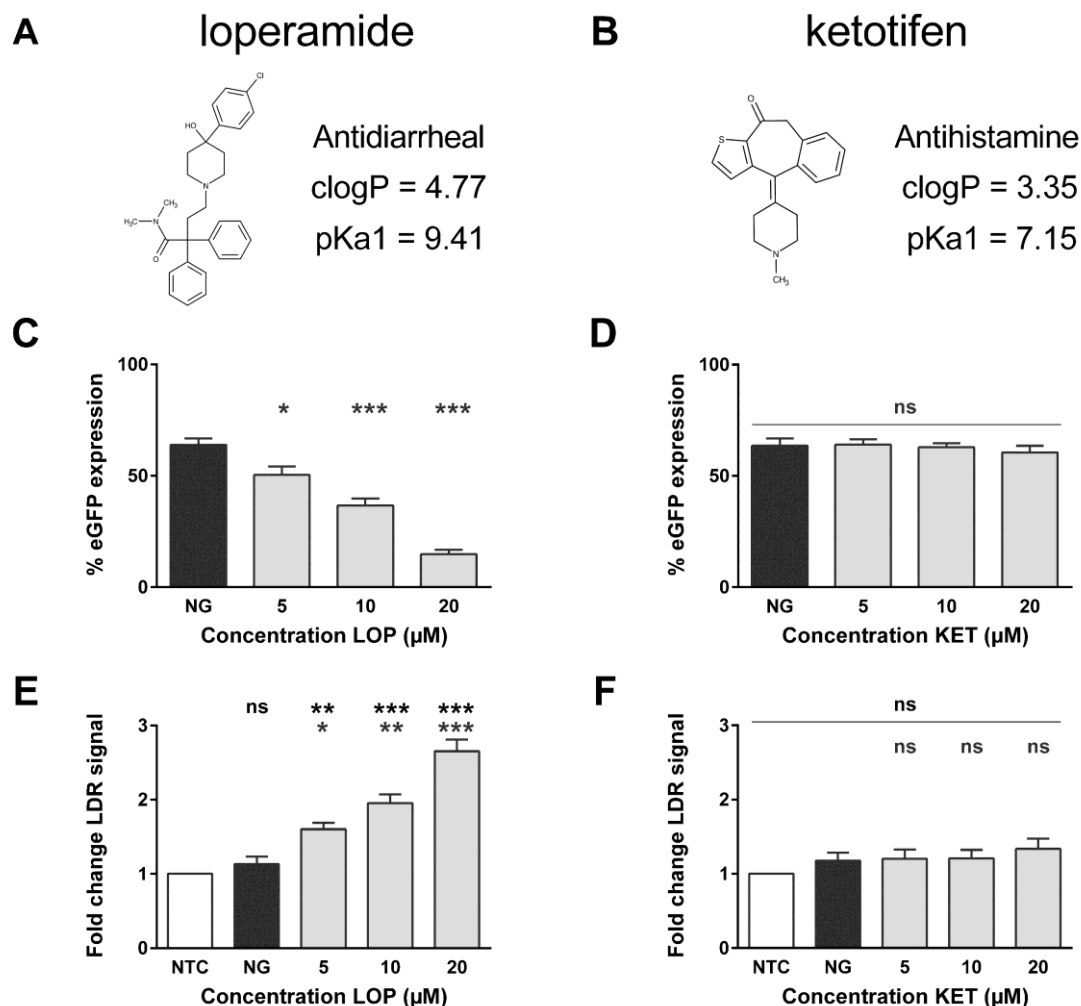 A
loperamide
Cl
HO
N
CH3
H3C
N
O
Antidiarrheal
clogP = 4.77
pKa1 = 9.41
B
ketotifen
O
S
N
CH3
Antihistamine
clogP = 3.35
pKa1 = 7.15
C
% eGFP expression
100
50
0
*
***
***
NG
5
10
20
Concentration LOP (µM)
D
% eGFP expression
100
50
0
ns
NG
5
10
20
Concentration KET (µM)
E
Fold change LDR signal
3
2
1
0
ns
**
***
***
*
**
***
NTC
NG
5
10
20
Concentration LOP (µM)
F
Fold change LDR signal
3
2
1
0
ns
ns
ns
ns
NTC
NG
5
10
20
Concentration KET (µM)